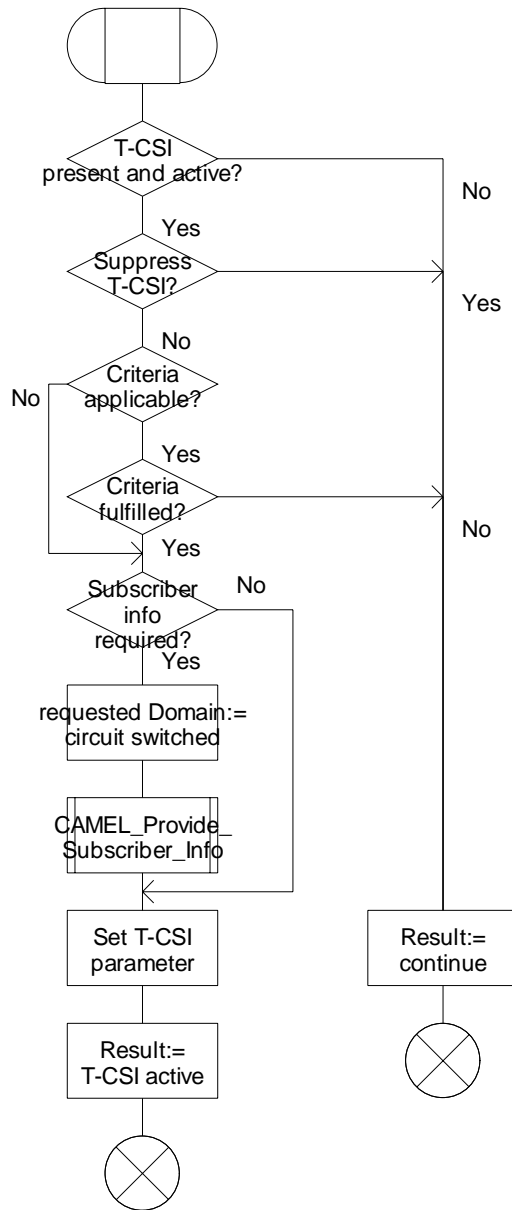 T-CSI
present and active?
No
Yes
Suppress
T-CSI?
Yes
No
Criteria
applicable?
No
Yes
Criteria
fulfilled?
No
Yes
Subscriber
info
required?
No
Yes
requested Domain:=
circuit switched
CAMEL_Provide_
Subscriber_Info
Set T-CSI
parameter
Result:=
continue
Result:=
T-CSI active